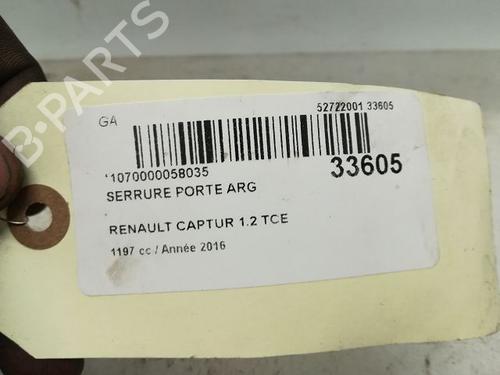 GA
52722001 33605
'1070000058035
33605
SERRURE PORTE ARG
RENAULT CAPTUR 1.2 TCE
1197 cc / Année 2016
B-PARTS